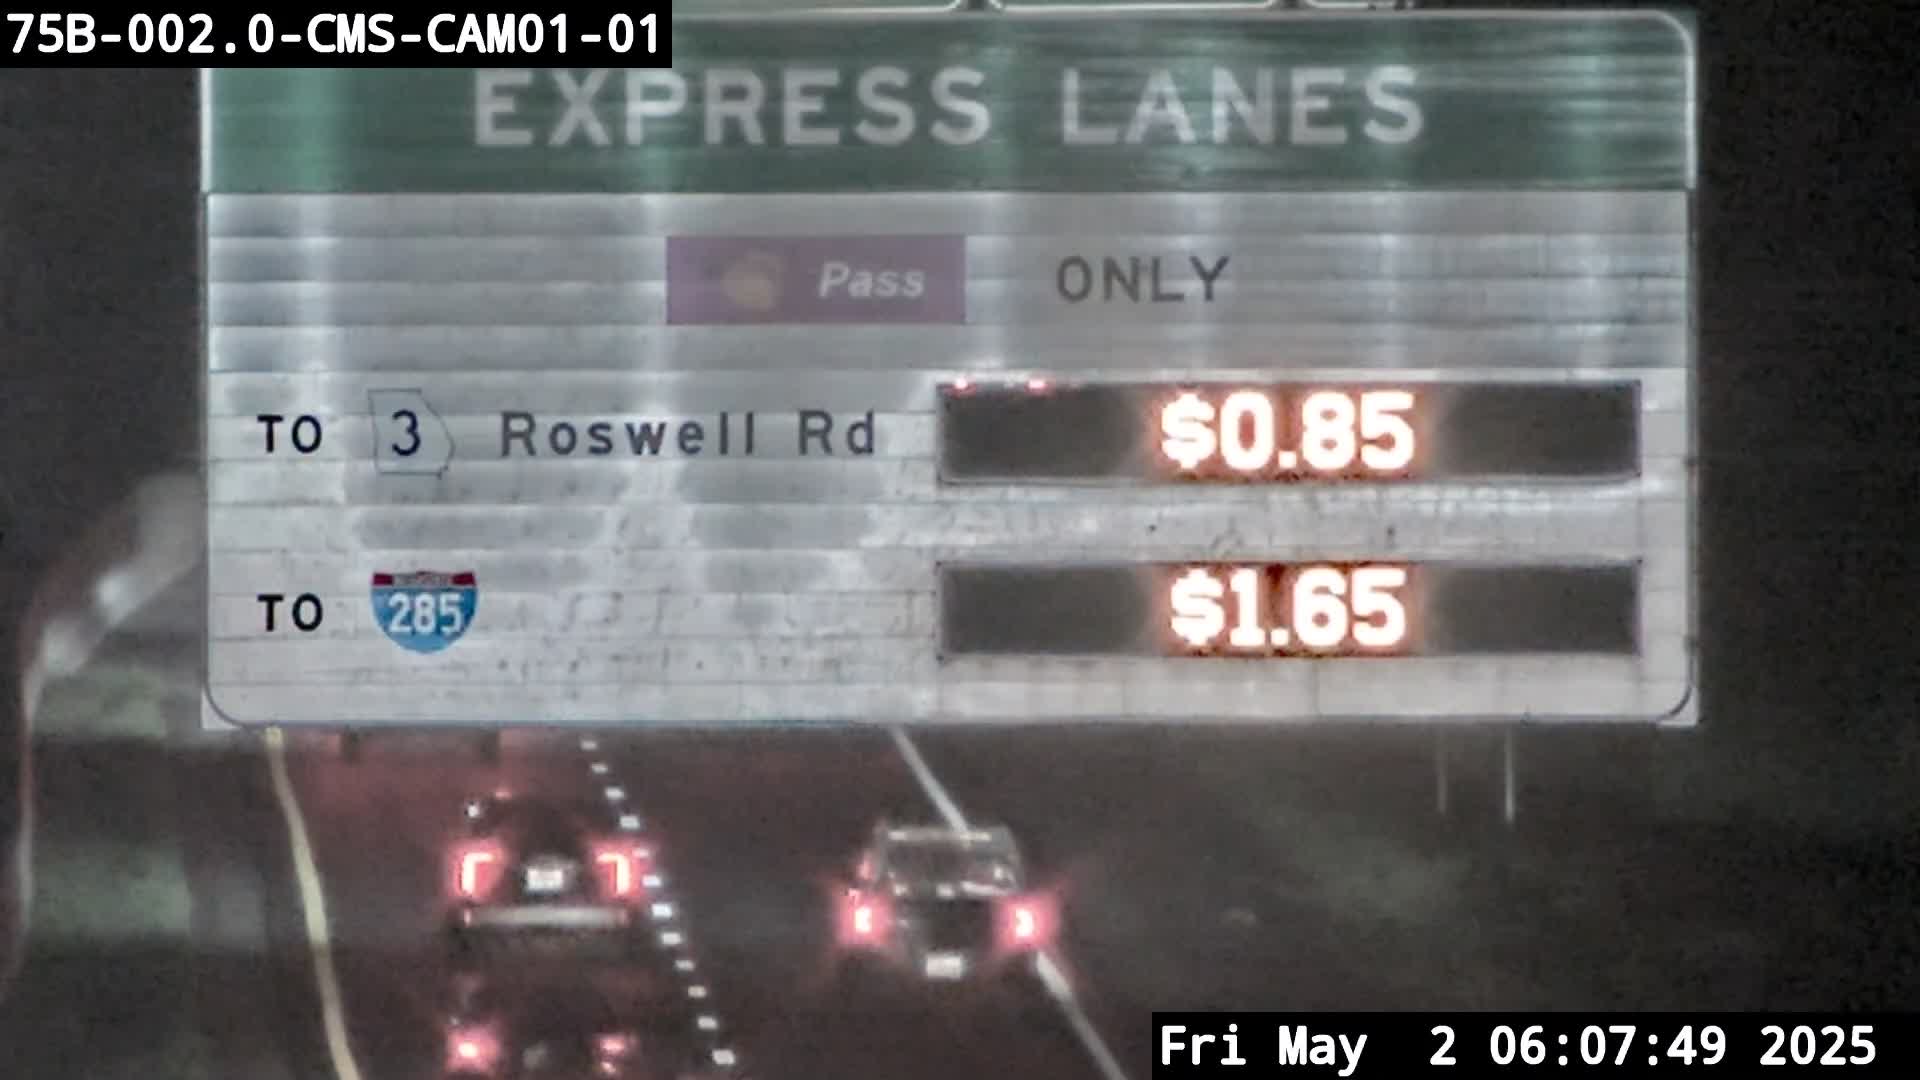 75B-002.0-CMS-CAM01-01
EXPRESS LANES
Pass ONLY
TO 3 Roswell Rd $0.85
TO 285 $1.65
Fri May 2 06:07:49 2025